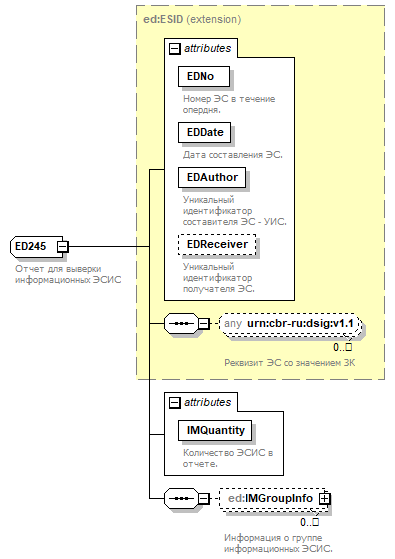 ed:ESID (extension)
attributes
EDNo
Номер ЭС в течение
опердня.
EDDate
Дата составления ЭС.
EDAuthor
Уникальный
идентификатор
составителя ЭС - УИС.
EDReceiver
Уникальный
идентификатор
получателя ЭС.
ED245
Отчет для выверки
информационных ЭСИС
any urn:cbr-ru:dsig:v1.1
0..□
Реквизит ЭС со значением ЗК
attributes
IMQuantity
Количество ЭСИС в
отчете.
ed:IMGroupInfo
0..□
Информация о группе
информационных ЭСИС.